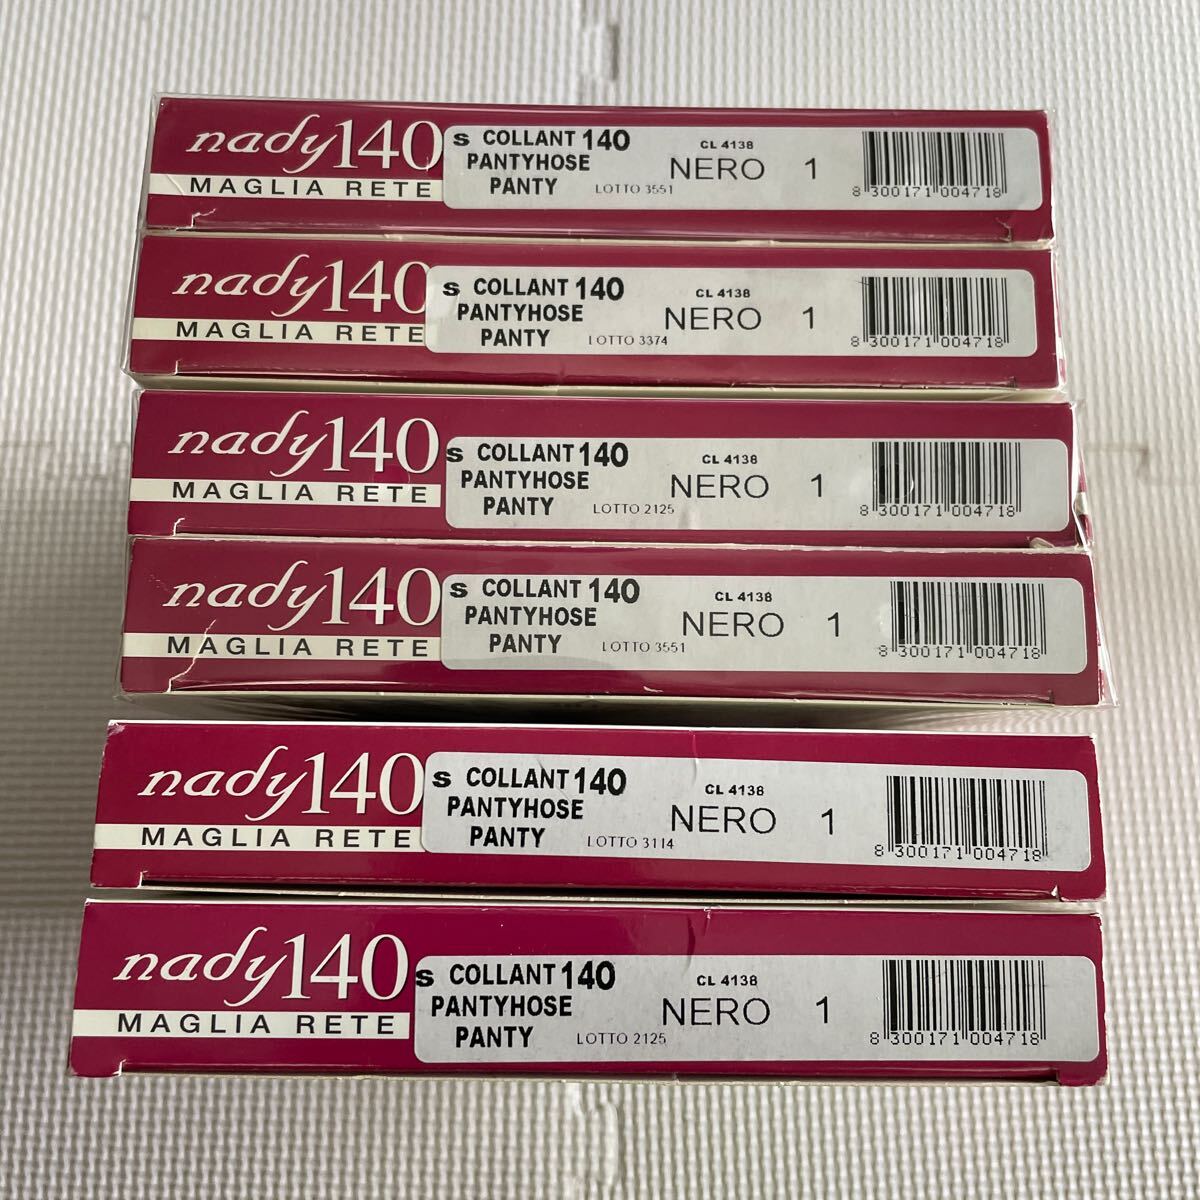 nady140
MAGLIA RETE
s COLLANT 140
PANTYHOSE
PANTY
LOTTO 3551
CL 4138
NERO 1
8 300171 004718
nady140
MAGLIA RETE
s COLLANT 140
PANTYHOSE
PANTY
LOTTO 3374
CL 4138
NERO 1
8 300171 004718
nady140
MAGLIA RETE
s COLLANT 140
PANTYHOSE
PANTY
LOTTO 2125
CL 4138
NERO 1
8 300171 004718
nady140
MAGLIA RETE
s COLLANT 140
PANTYHOSE
PANTY
LOTTO 3551
CL 4138
NERO 1
8 300171 004718
nady140
MAGLIA RETE
s COLLANT 140
PANTYHOSE
PANTY
LOTTO 3114
CL 4138
NERO 1
8 300171 004718
nady140
MAGLIA RETE
s COLLANT 140
PANTYHOSE
PANTY
LOTTO 2125
CL 4138
NERO 1
8 300171 004718